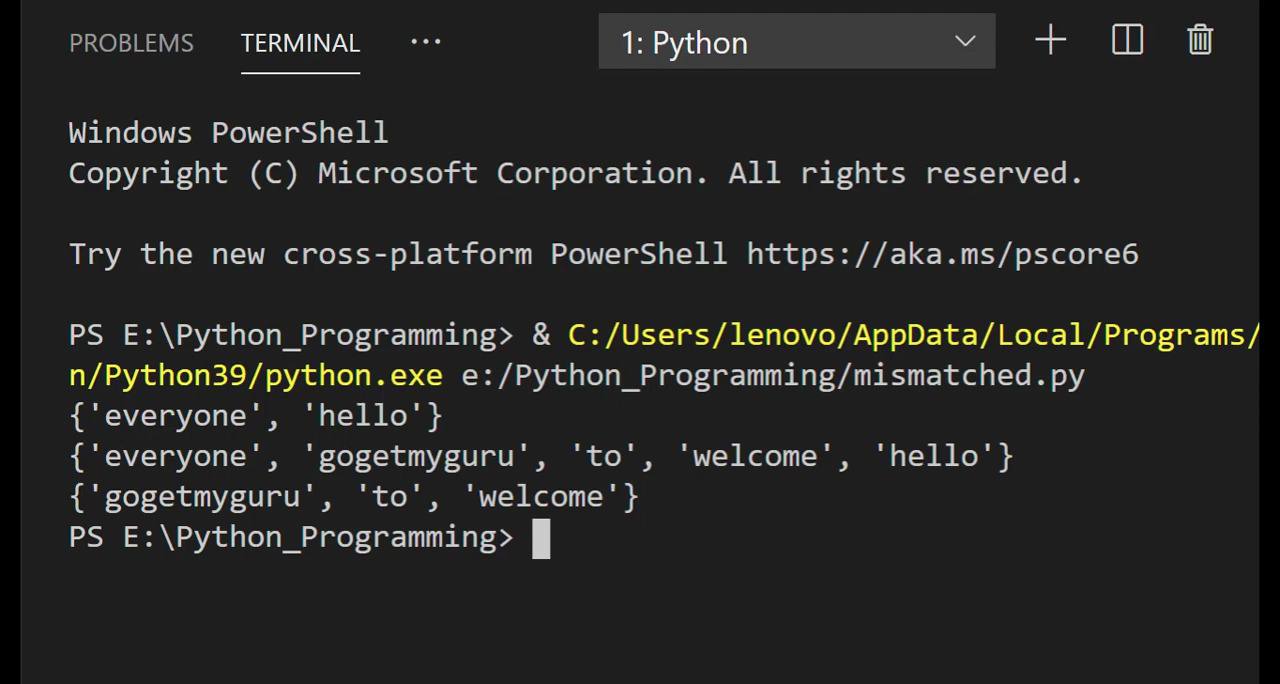 PROBLEMS TERMINAL ··· 1: Python
Windows PowerShell
Copyright (C) Microsoft Corporation. All rights reserved.
Try the new cross-platform PowerShell https://aka.ms/pscore6
PS E:\Python_Programming> & C:/Users/lenovo/AppData/Local/Programs/
n/Python39/python.exe e:/Python_Programming/mismatched.py
{'everyone', 'hello'}
{'everyone', 'gogetmyguru', 'to', 'welcome', 'hello'}
{'gogetmyguru', 'to', 'welcome'}
PS E:\Python_Programming>